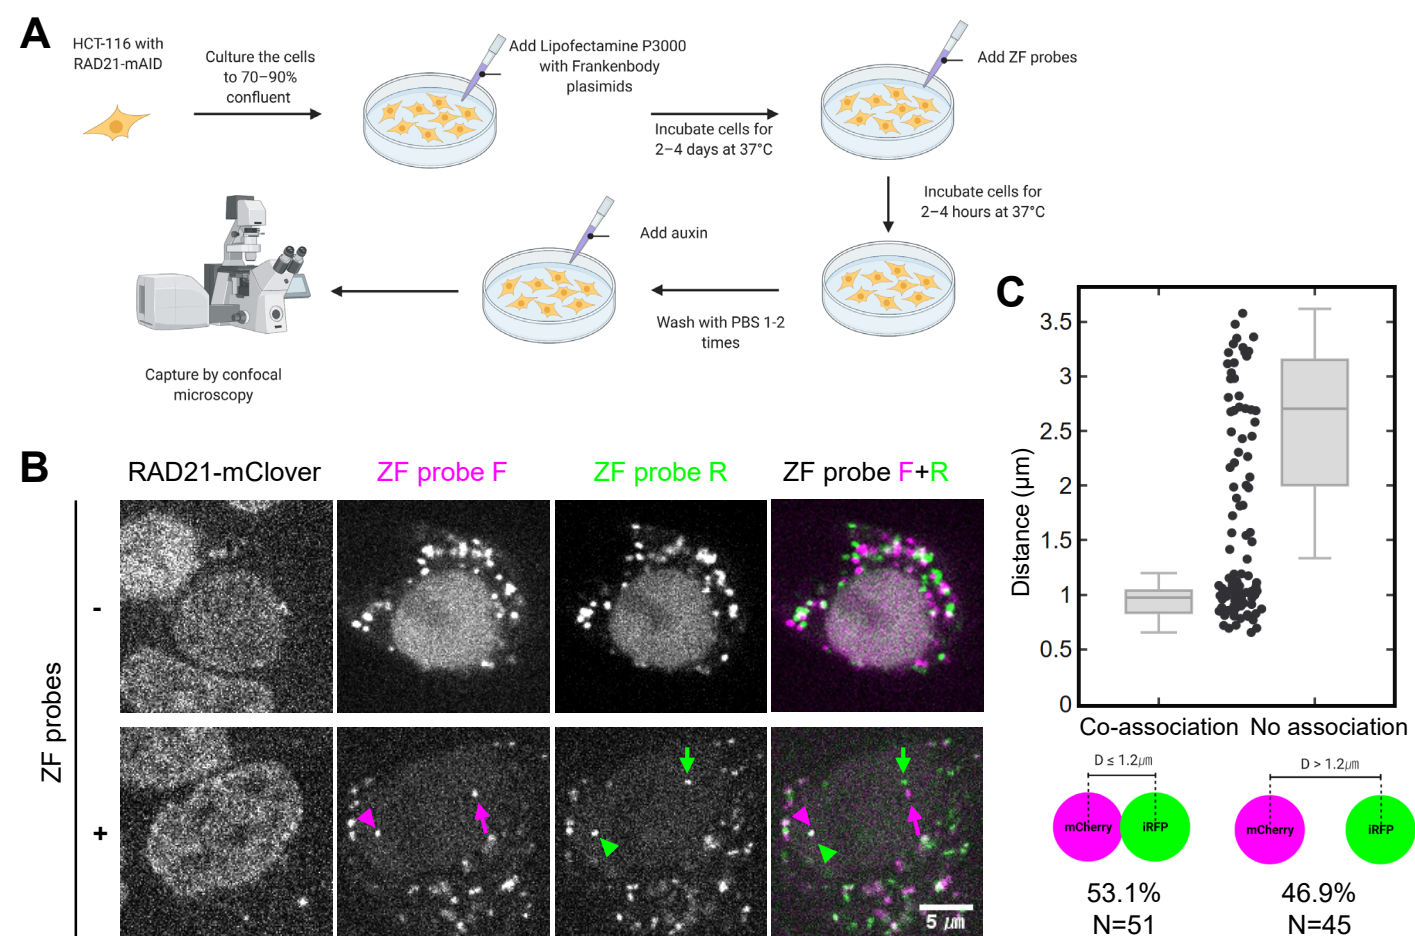 A
HCT-116 with
RAD21-mAID
Culture the cells
to 70–90%
confluent
Add Lipofectamine P3000
with Frankenbody
plasimids
Incubate cells for
2–4 days at 37°C
Add ZF probes
Incubate cells for
2–4 hours at 37°C
Wash with PBS 1-2
times
Add auxin
Capture by confocal
microscopy
B
RAD21-mClover
ZF probe F
ZF probe R
ZF probe F+R
ZF probes
-
+
5 μm
C
Distance (μm)
3.5
3
2.5
2
1.5
1
0.5
0
Co-association
No association
D ≤ 1.2μm
D > 1.2μm
mCherry
iRFP
mCherry
iRFP
53.1%
N=51
46.9%
N=45